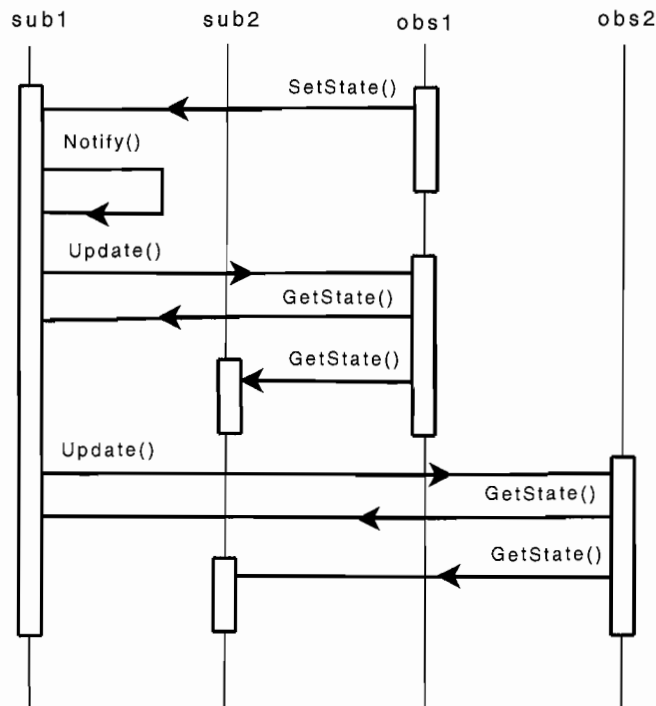 sub1 sub2 obs1 obs2
SetState()
Notify()
Update()
GetState()
GetState()
Update()
GetState()
GetState()